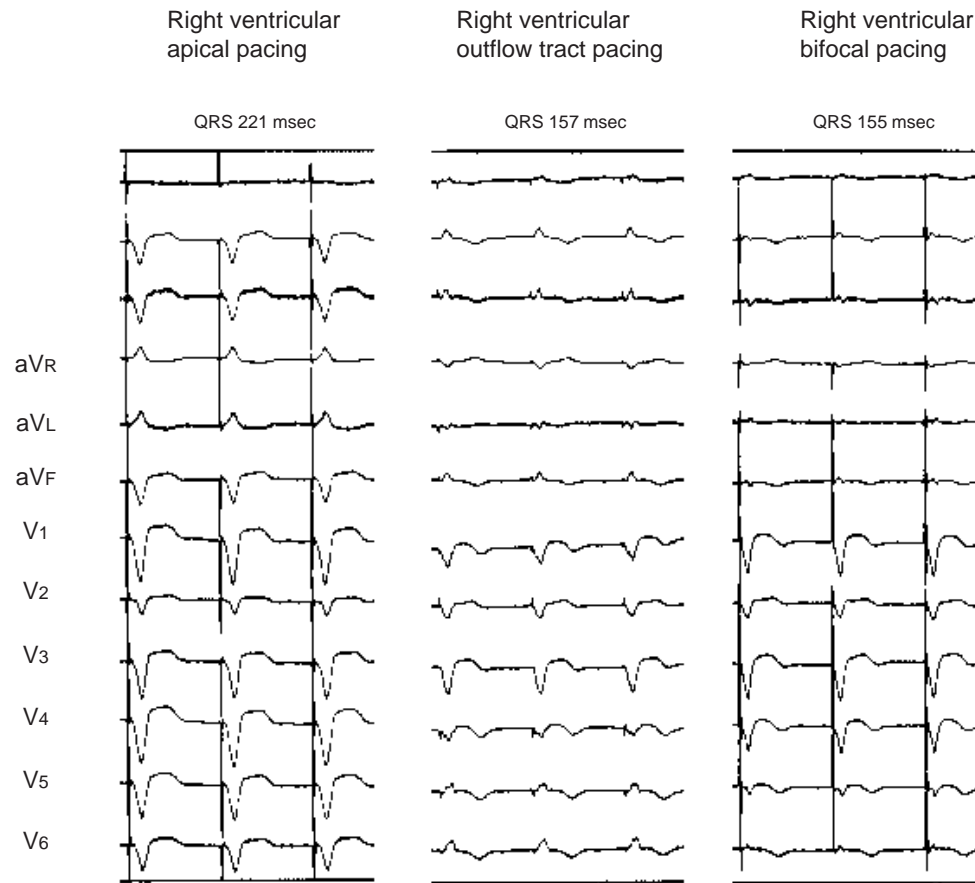 Right ventricular
apical pacing
Right ventricular
outflow tract pacing
Right ventricular
bifocal pacing
QRS 221 msec
QRS 157 msec
QRS 155 msec
aVR
aVL
aVF
V1
V2
V3
V4
V5
V6